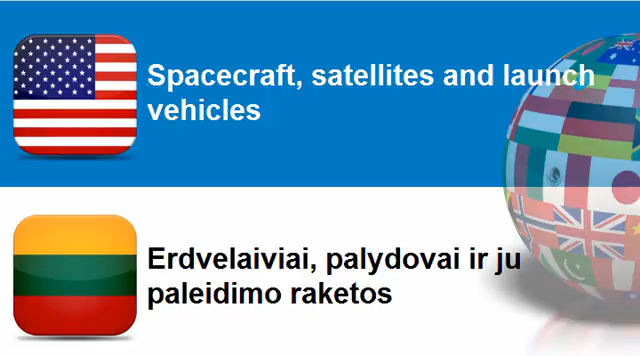 Spacecraft, satellites and launch
vehicles
Erdvelaiviai, palydovai ir ju
paleidimo raketos